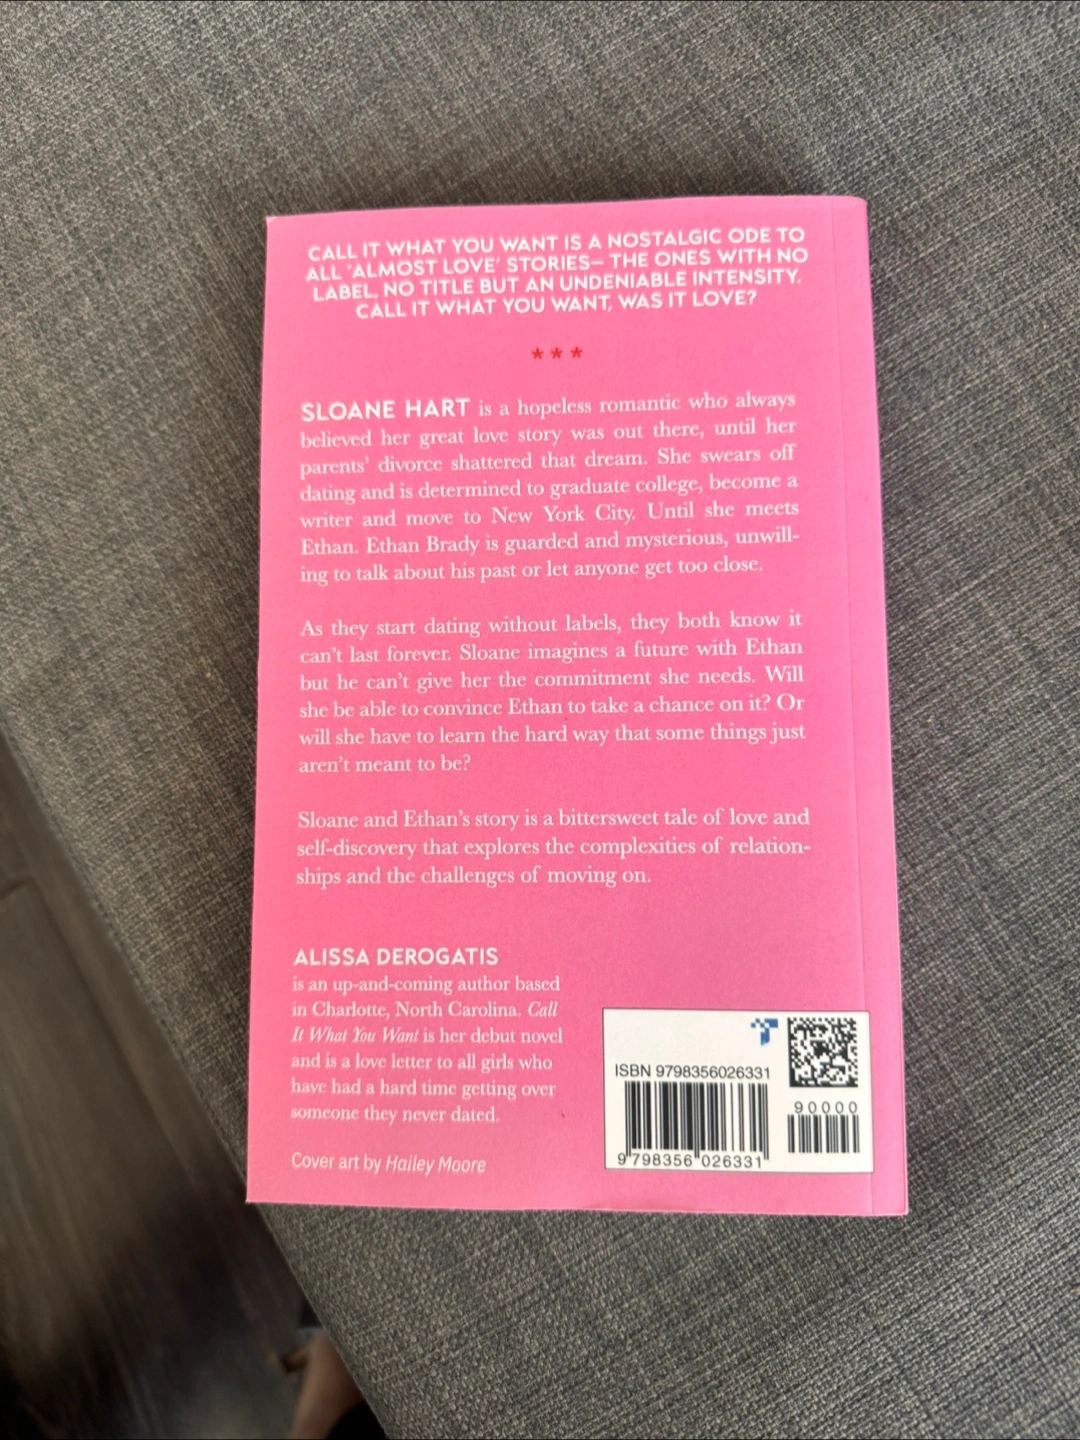 CALL IT WHAT YOU WANT IS A NOSTALGIC ODE TO
ALL 'ALMOST LOVE' STORIES– THE ONES WITH NO
LABEL, NO TITLE BUT AN UNDENIABLE INTENSITY.
CALL IT WHAT YOU WANT, WAS IT LOVE?
***
SLOANE HART is a hopeless romantic who always
believed her great love story was out there, until her
parents' divorce shattered that dream. She swears off
dating and is determined to graduate college, become a
writer and move to New York City. Until she meets
Ethan. Ethan Brady is guarded and mysterious, unwill-
ing to talk about his past or let anyone get too close.
As they start dating without labels, they both know it
can't last forever. Sloane imagines a future with Ethan
but he can't give her the commitment she needs. Will
she be able to convince Ethan to take a chance on it? Or
will she have to learn the hard way that some things just
aren't meant to be?
Sloane and Ethan's story is a bittersweet tale of love and
self-discovery that explores the complexities of relation-
ships and the challenges of moving on.
ALISSA DEROGATIS
is an up-and-coming author based
in Charlotte, North Carolina. Call
It What You Want is her debut novel
and is a love letter to all girls who
have had a hard time getting over
someone they never dated.
Cover art by Hailey Moore
ISBN 9798356026331
90000
9 798356 026331